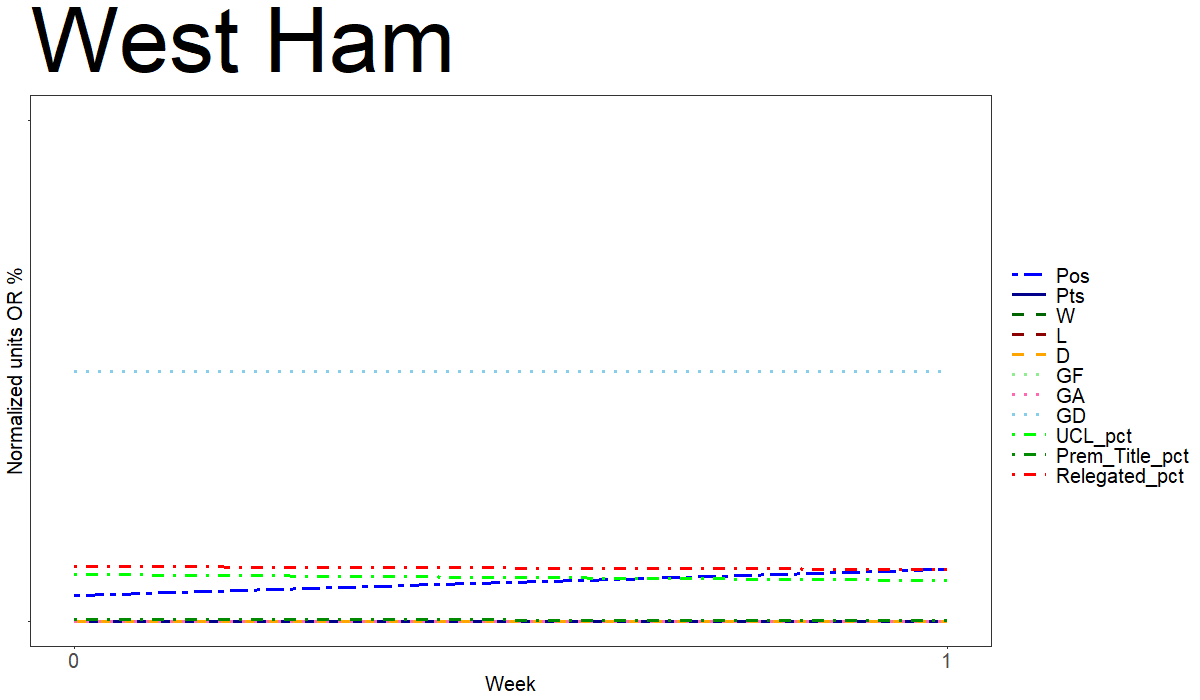 West Ham
Normalized units OR %
0
1
Week
Pos
Pts
W
L
D
GF
GA
GD
UCL_pct
Prem_Title_pct
Relegated_pct